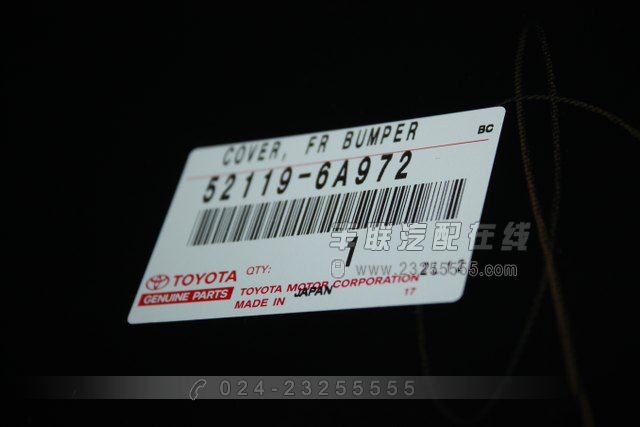 BC
COVER, FR BUMPER
52119-6A972
千联汽配在线
www.23255555.com
TOYOTA
QTY: 1
GENUINE PARTS
TOYOTA MOTOR CORPORATION
MADE IN JAPAN
17
024-23255555